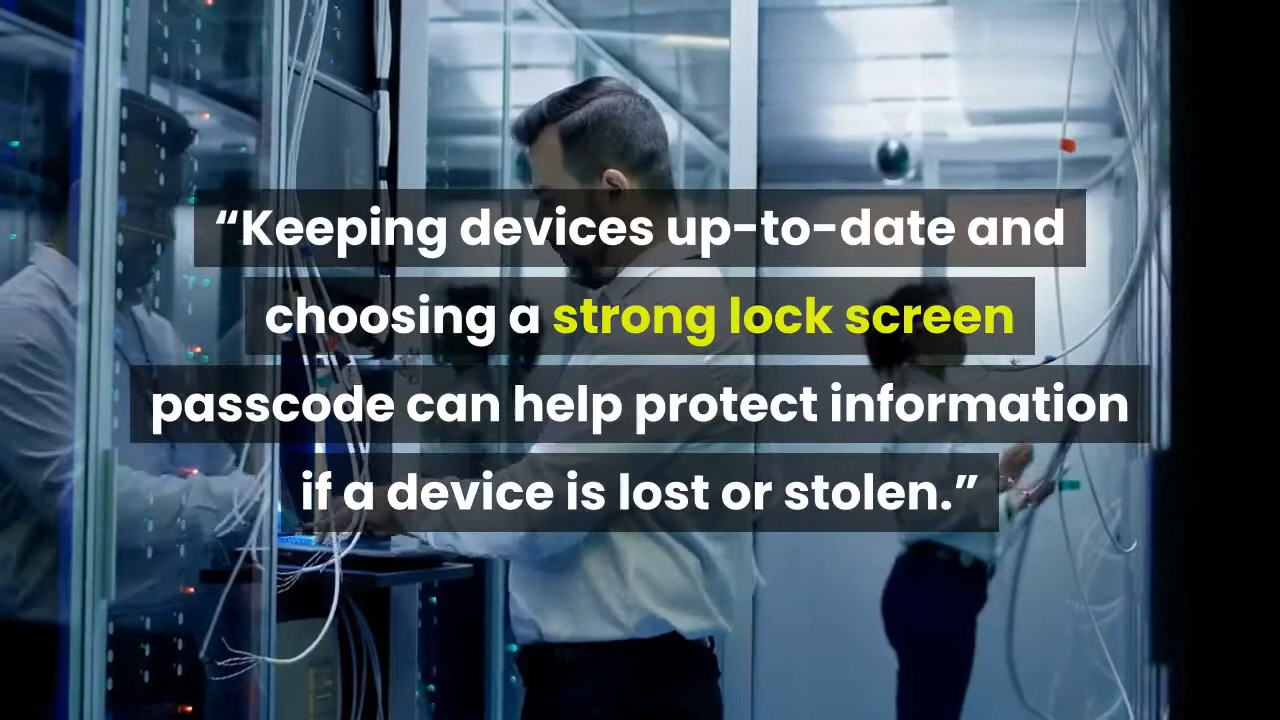 “Keeping devices up-to-date and
choosing a strong lock screen
passcode can help protect information
if a device is lost or stolen.”